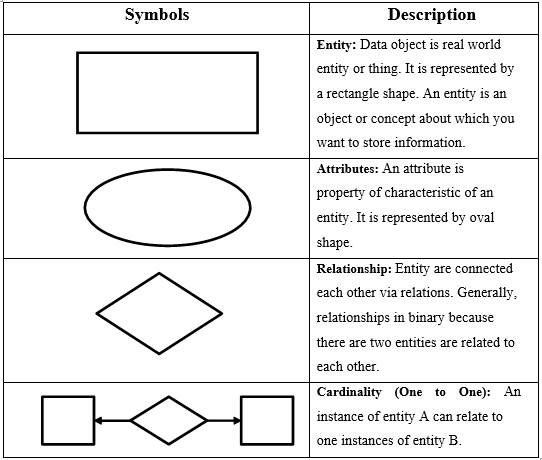 Symbols
Description
Entity: Data object is real world
entity or thing. It is represented by
a rectangle shape. An entity is an
object or concept about which you
want to store information.
Attributes: An attribute is
property of characteristic of an
entity. It is represented by oval
shape.
Relationship: Entity are connected
each other via relations. Generally,
relationships in binary because
there are two entities are related to
each other.
Cardinality (One to One): An
instance of entity A can relate to
one instances of entity B.